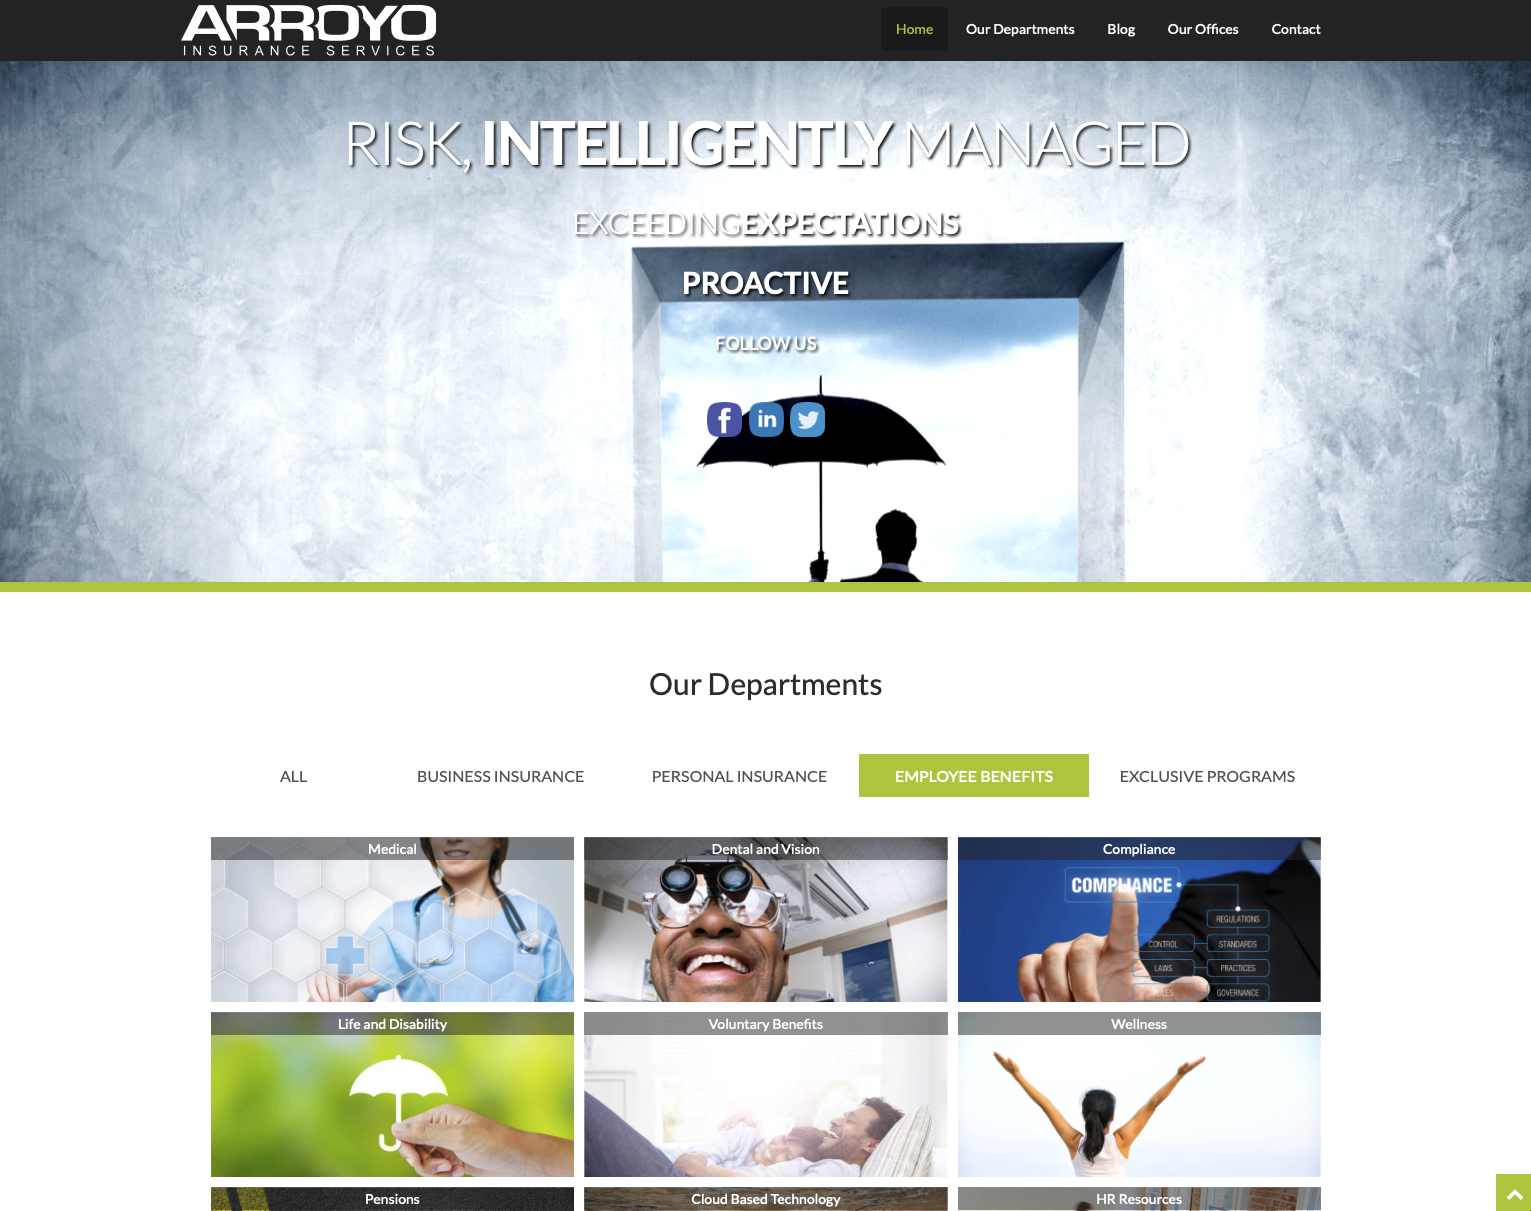 ARROYO
INSURANCE SERVICES
Home Our Departments Blog Our Offices Contact
RISK, INTELLIGENTLY MANAGED
EXCEEDINGEXPECTATIONS
PROACTIVE
FOLLOW US
f in
Our Departments
ALL BUSINESS INSURANCE PERSONAL INSURANCE EMPLOYEE BENEFITS EXCLUSIVE PROGRAMS
Medical Dental and Vision Compliance
COMPLIANCE
REGULATIONS
CONTROL STANDARDS
LAWS PRACTICES
GOVERNANCE
Life and Disability Voluntary Benefits Wellness
Pensions Cloud Based Technology HR Resources